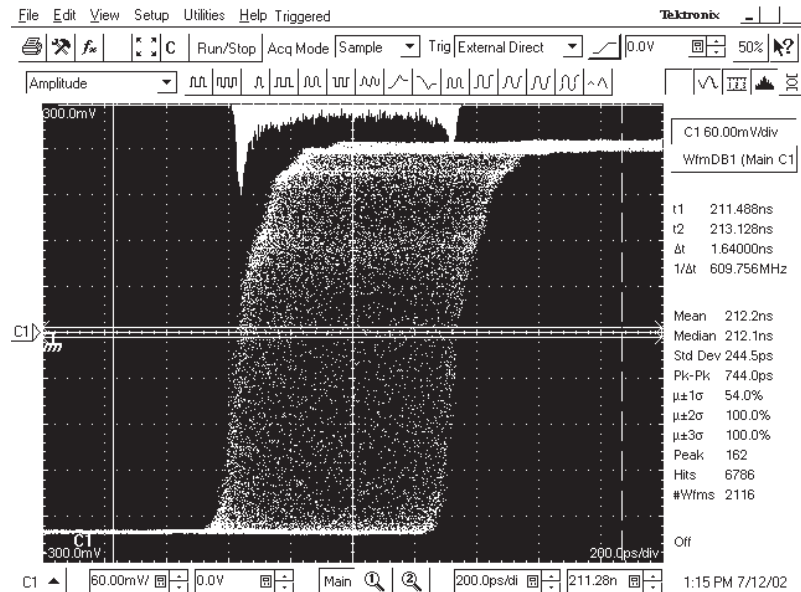 File Edit View Setup Utilities Help Triggered Tektronix
fx C Run/Stop Acq Mode Sample Trig External Direct 0.0V 50%
Amplitude
300.0mV
C1 60.00mV/div
WfmDB1 (Main C1
t1 211.488ns
t2 213.128ns
Δt 1.64000ns
1/Δt 609.756MHz
C1
Mean 212.2ns
Median 212.1ns
Std Dev 244.5ps
Pk-Pk 744.0ps
µ±1σ 54.0%
µ±2σ 100.0%
µ±3σ 100.0%
Peak 162
Hits 6786
#Wfms 2116
C1
-300.0mV 200.0ps/div
Off
C1 60.00mV/ 0.0V Main 1 2 200.0ps/di 211.28n 1:15 PM 7/12/02